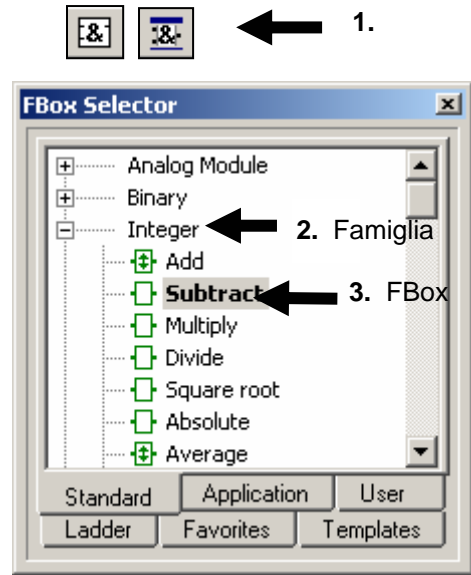 &
&
1.
FBox Selector
Analog Module
Binary
Integer
2. Famiglia
Add
Subtract
3. FBox
Multiply
Divide
Square root
Absolute
Average
Standard Application User
Ladder Favorites Templates